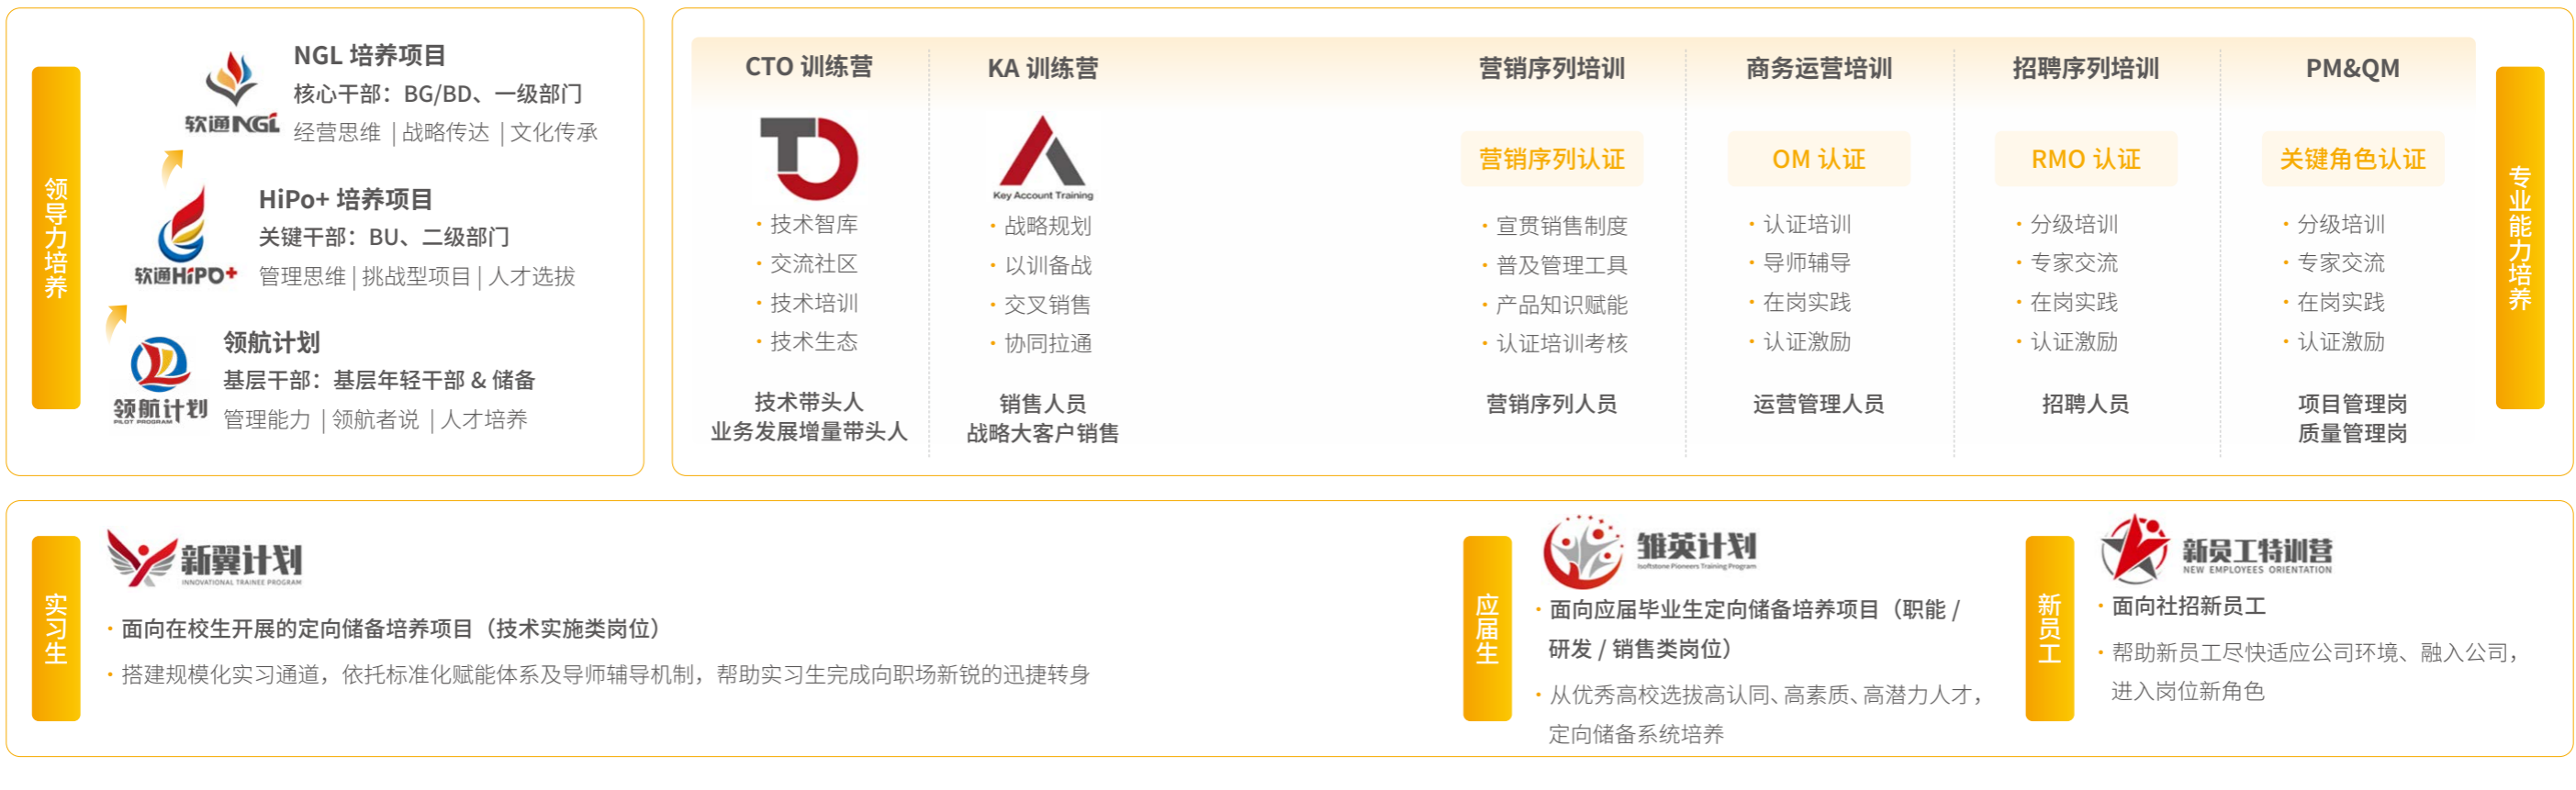 领导力培养
NGL 培养项目
核心干部：BG/BD、一级部门
经营思维 | 战略传达 | 文化传承
软通NGL
HiPo+ 培养项目
关键干部：BU、二级部门
管理思维 | 挑战型项目 | 人才选拔
软通HiPO+
领航计划
基层干部：基层年轻干部 & 储备
管理能力 | 领航者说 | 人才培养
领航计划
PILOT PROGRAM
CTO 训练营
· 技术智库
· 交流社区
· 技术培训
· 技术生态
技术带头人
业务发展增量带头人
KA 训练营
Key Account Training
· 战略规划
· 以训备战
· 交叉销售
· 协同拉通
销售人员
战略大客户销售
营销序列培训
营销序列认证
· 宣贯销售制度
· 普及管理工具
· 产品知识赋能
· 认证培训考核
营销序列人员
商务运营培训
OM 认证
· 认证培训
· 导师辅导
· 在岗实践
· 认证激励
运营管理人员
招聘序列培训
RMO 认证
· 分级培训
· 专家交流
· 在岗实践
· 认证激励
招聘人员
PM&QM
关键角色认证
· 分级培训
· 专家交流
· 在岗实践
· 认证激励
项目管理岗
质量管理岗
专业能力培养
实习生
新翼计划
INNOVATIONAL TRAINEE PROGRAM
· 面向在校生开展的定向储备培养项目（技术实施类岗位）
· 搭建规模化实习通道，依托标准化赋能体系及导师辅导机制，帮助实习生完成向职场新锐的迅捷转身
应届生
雏英计划
Isoftstone Pioneers Training Program
· 面向应届毕业生定向储备培养项目（职能 /
研发 / 销售类岗位）
· 从优秀高校选拔高认同、高素质、高潜力人才，
定向储备系统培养
新员工
新员工特训营
NEW EMPLOYEES ORIENTATION
· 面向社招新员工
· 帮助新员工尽快适应公司环境、融入公司，
进入岗位新角色